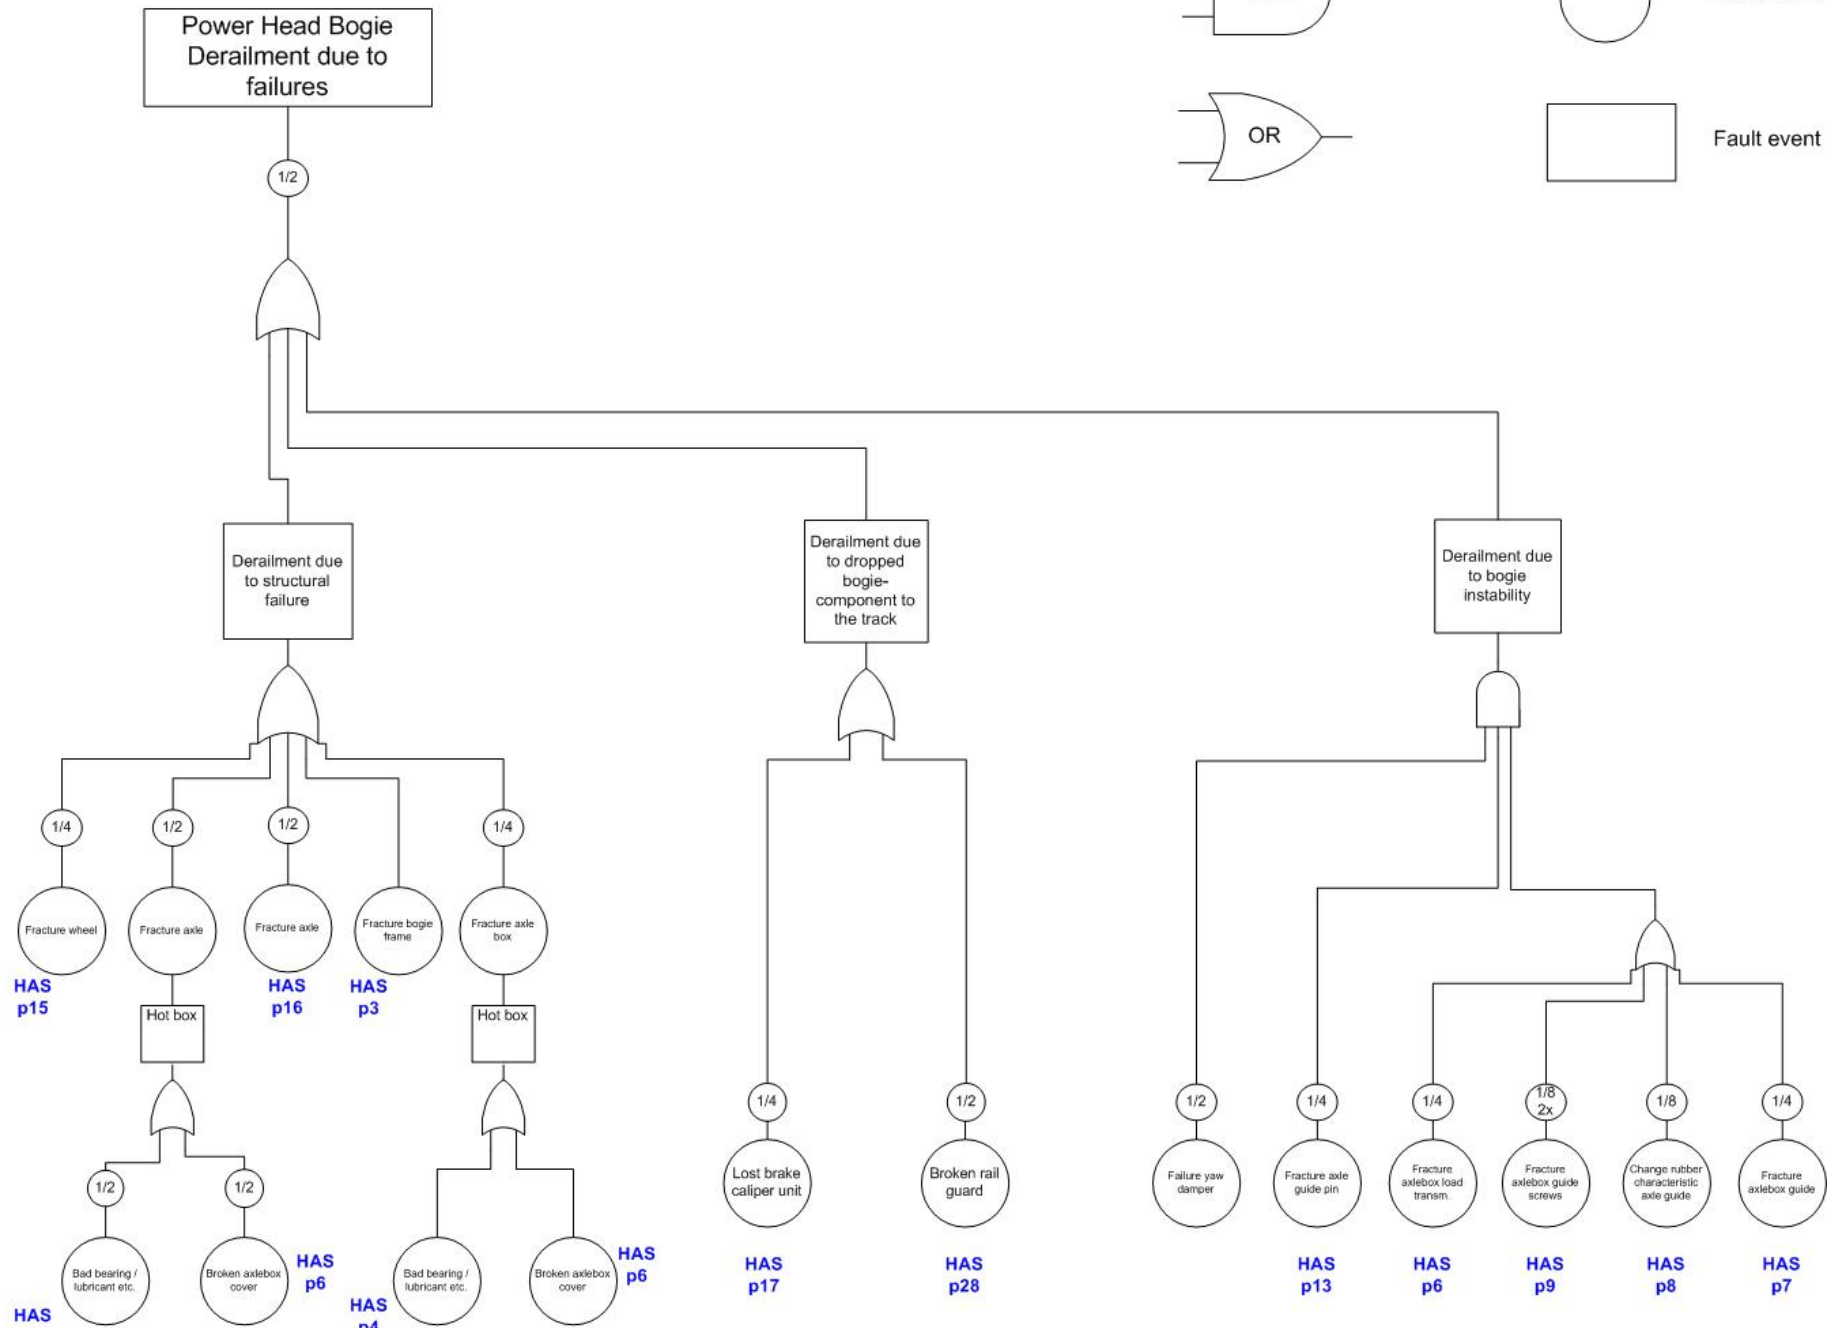 Power Head Bogie
Derailment due to
failures
OR
Fault event
1/2
Derailment due
to structural
failure
Derailment due
to dropped
bogie-
component to
the track
Derailment due
to bogie
instability
1/4
1/2
1/2
1/4
Fracture wheel
Fracture axle
Fracture axle
Fracture bogie
frame
Fracture axle
box
HAS
p15
HAS
p16
HAS
p3
Hot box
Hot box
1/2
1/2
1/4
1/2
1/2
1/4
1/4
1/8
2x
1/8
1/4
Bad bearing /
lubricant etc.
Broken axlebox
cover
Bad bearing /
lubricant etc.
Broken axlebox
cover
Lost brake
caliper unit
Broken rail
guard
Failure yaw
damper
Fracture axle
guide pin
Fracture
axlebox load
transm.
Fracture
axlebox guide
screws
Change rubber
characteristic
axle guide
Fracture
axlebox guide
HAS
HAS
p6
HAS
p4
HAS
p6
HAS
p17
HAS
p28
HAS
p13
HAS
p6
HAS
p9
HAS
p8
HAS
p7